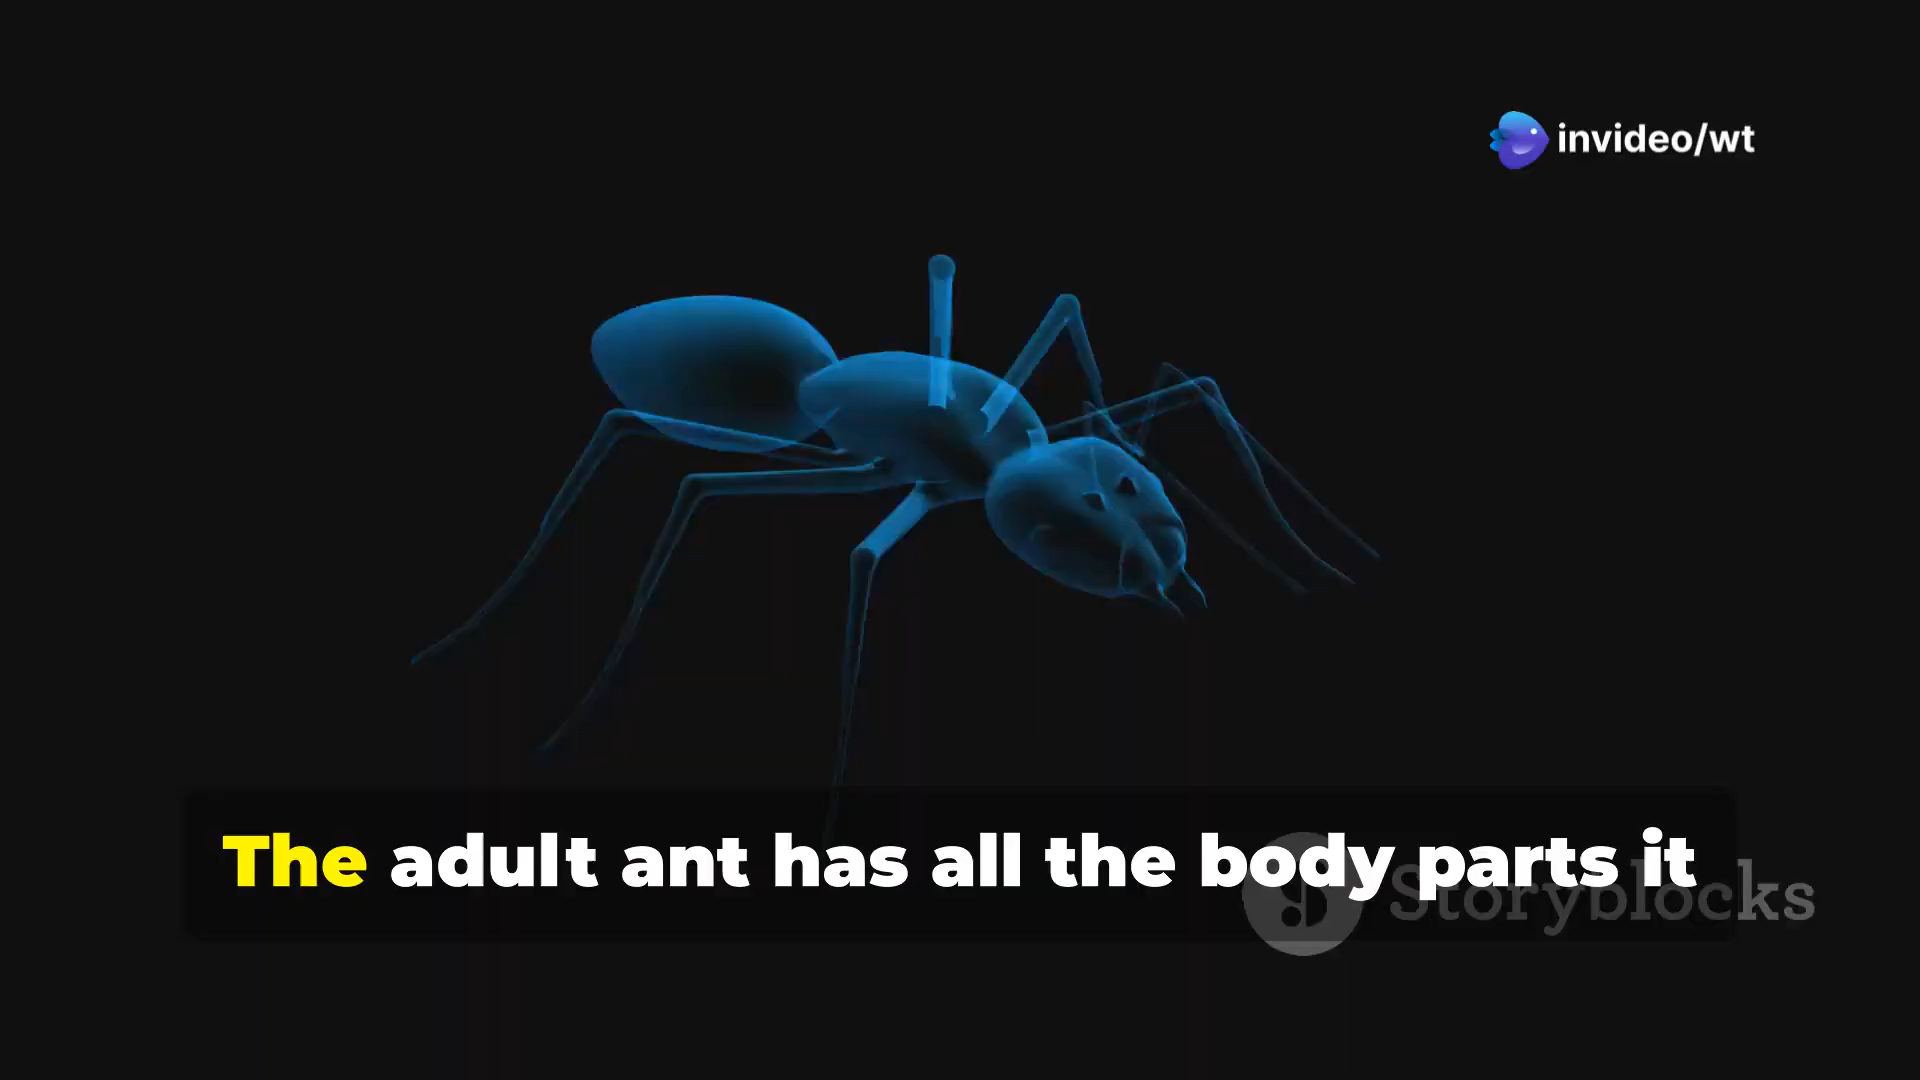 invideo/wt
The adult ant has all the body parts it
Storyblocks